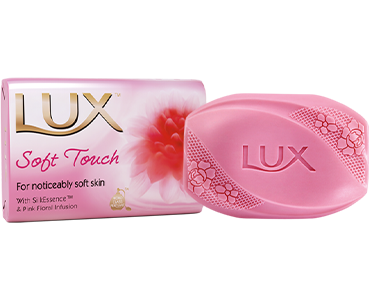 LUX
Soft Touch
For noticeably soft skin
With SilkEssence™
& Pink Floral Infusion
LUX